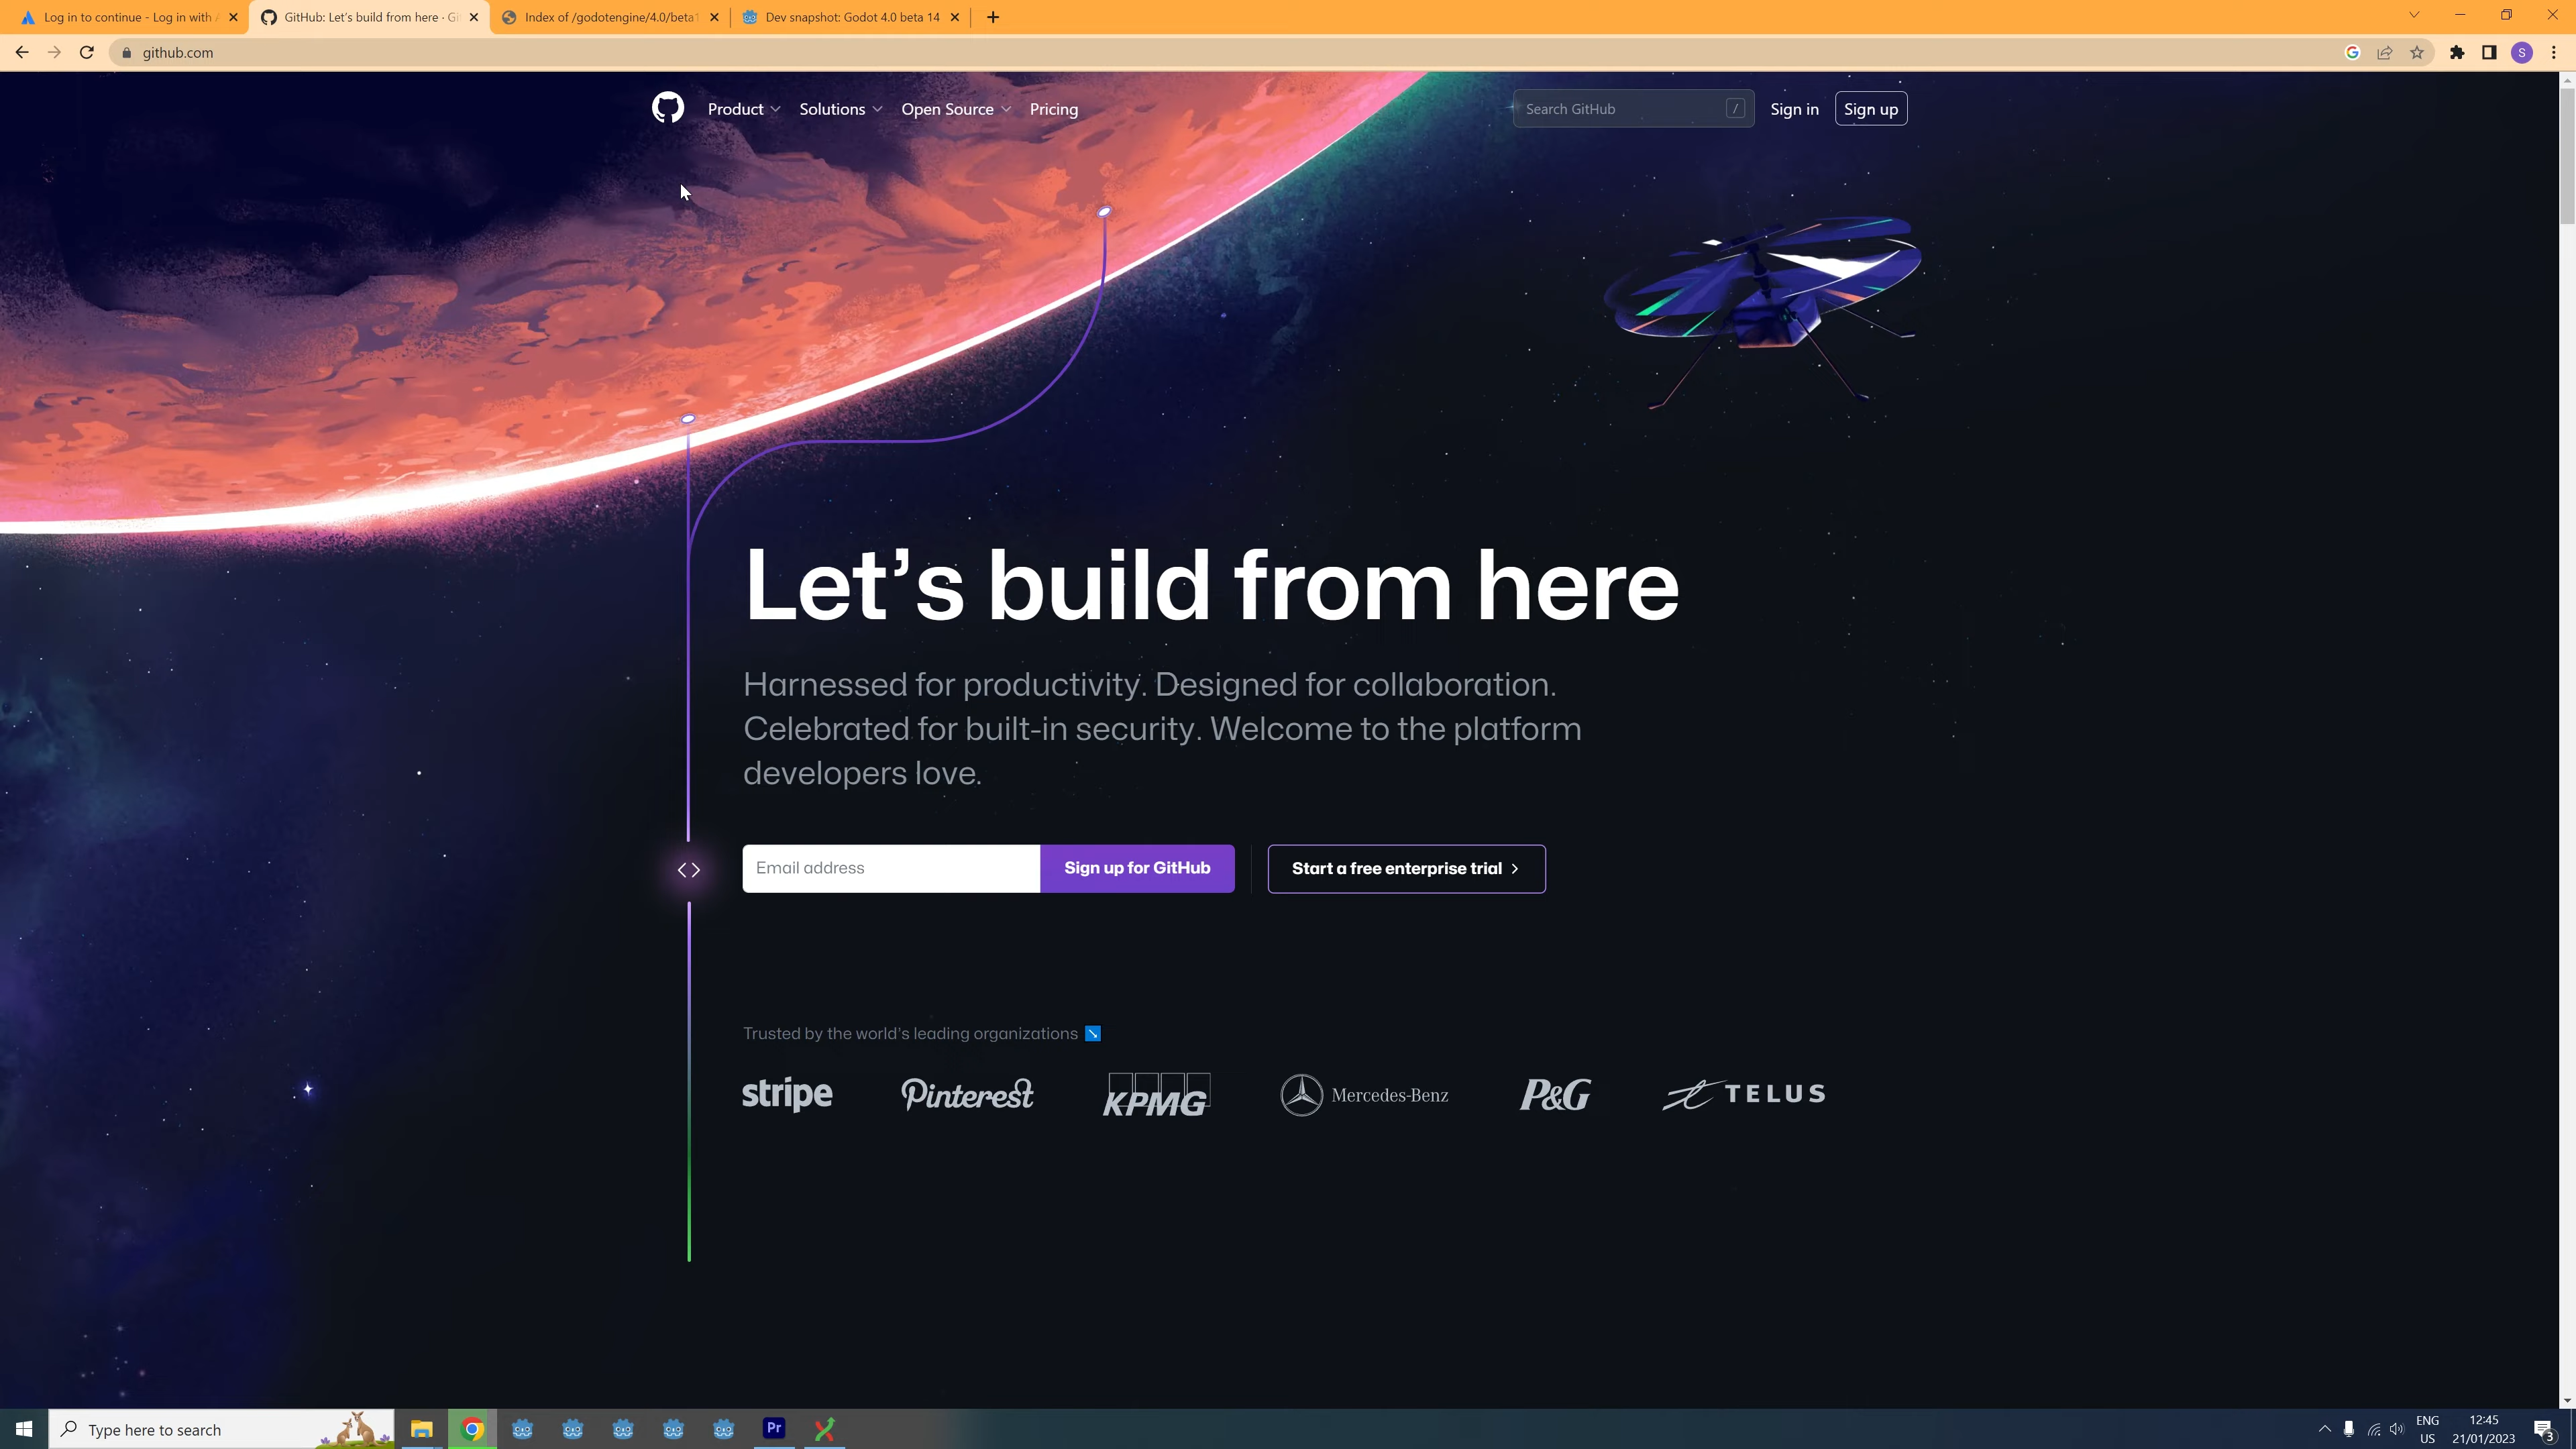 Log in to continue - Log in with
GitHub: Let's build from here · Gi
Index of /godotengine/4.0/beta1
Dev snapshot: Godot 4.0 beta 14
github.com
S
Product
Solutions
Open Source
Pricing
Search GitHub
/
Sign in
Sign up
Let’s build from here
Harnessed for productivity. Designed for collaboration.
Celebrated for built-in security. Welcome to the platform
developers love.
Email address
Sign up for GitHub
Start a free enterprise trial
Trusted by the world’s leading organizations
stripe
Pinterest
KPMG
Mercedes-Benz
P&G
TELUS
Type here to search
Pr
ENG
US
12:45
21/01/2023
3